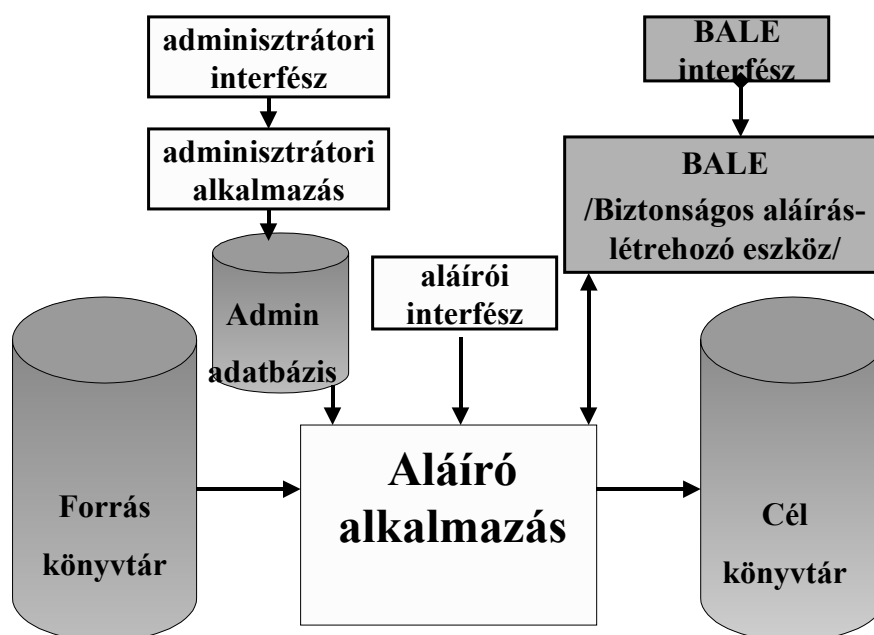 adminisztrátori
interfész
BALE
interfész
adminisztrátori
alkalmazás
BALE
/Biztonságos aláírás-
létrehozó eszköz/
Admin
adatbázis
aláírói
interfész
Forrás
könyvtár
Aláíró
alkalmazás
Cél
könyvtár